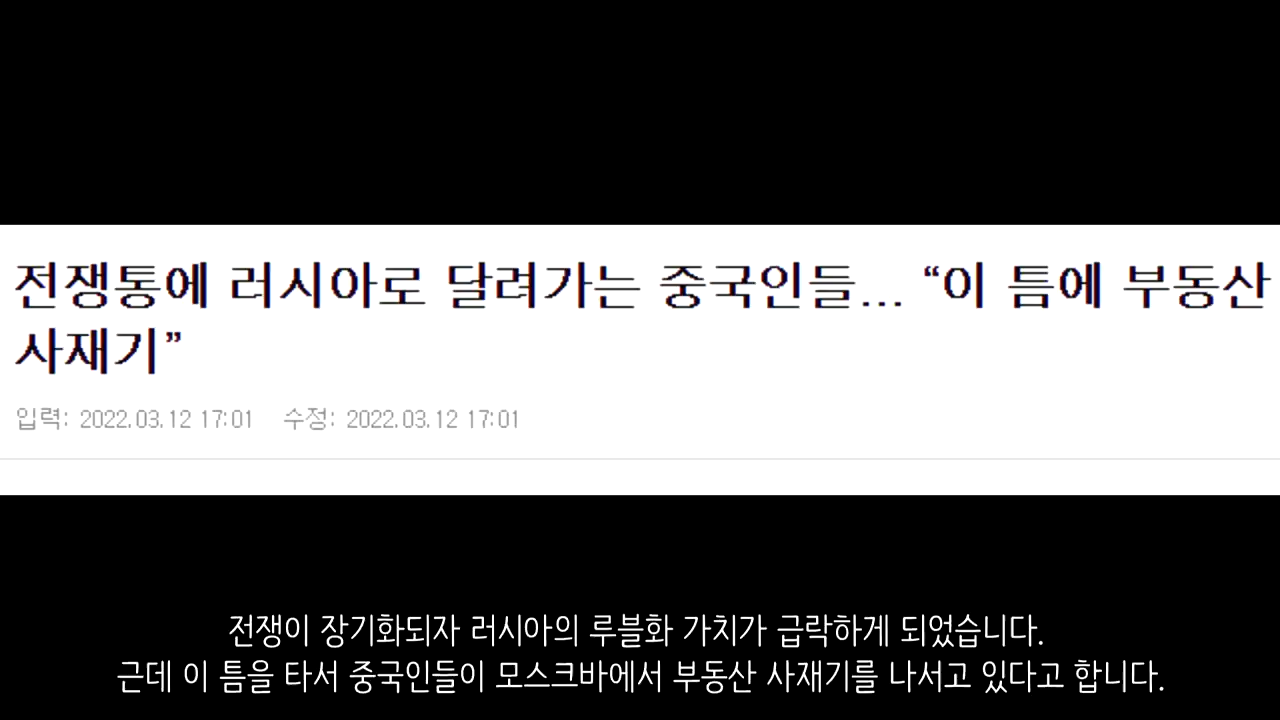 전쟁통에 러시아로 달려가는 중국인들... “이 틈에 부동산
사재기”
입력: 2022.03.12 17:01 수정: 2022.03.12 17:01
전쟁이 장기화되자 러시아의 루블화 가치가 급락하게 되었습니다.
근데 이 틈을 타서 중국인들이 모스크바에서 부동산 사재기를 나서고 있다고 합니다.